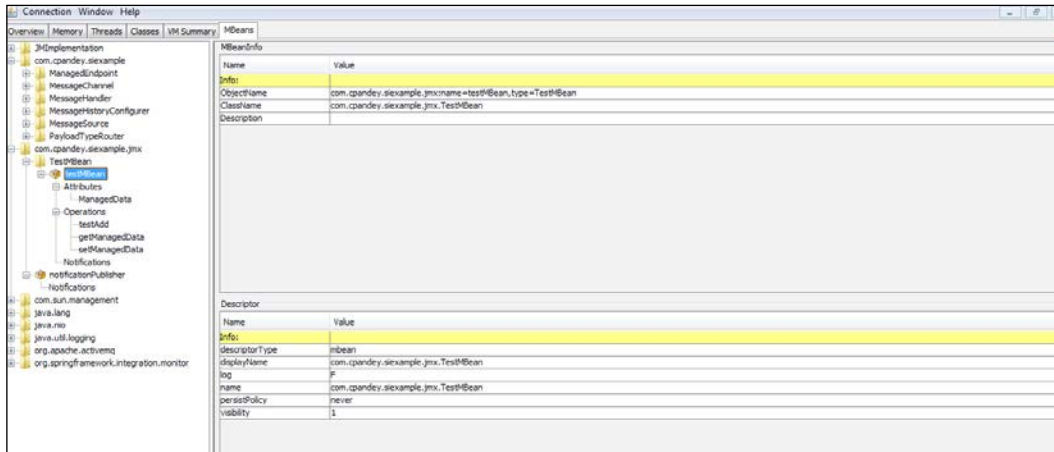 Connection Window Help
Overview Memory Threads Classes VM Summary MBeans
JMImplementation
com.cpandey.siexample
ManagedEndpoint
MessageChannel
MessageHandler
MessageHistoryConfigurer
MessageSource
PayloadTypeRouter
com.cpandey.siexample.jmx
TestMBean
testMBean
Attributes
ManagedData
Operations
testAdd
getManagedData
setManagedData
Notifications
notificationPublisher
Notifications
com.sun.management
java.lang
java.nio
java.util.logging
org.apache.activemq
org.springframework.integration.monitor
MBeanInfo
Name Value
Info:
ObjectName com.cpandey.siexample.jmx:name=testMBean,type=TestMBean
ClassName com.cpandey.siexample.jmx.TestMBean
Description
Descriptor
Name Value
Info:
descriptorType mbean
displayName com.cpandey.siexample.jmx.TestMBean
log F
name com.cpandey.siexample.jmx.TestMBean
persistPolicy never
visibility 1